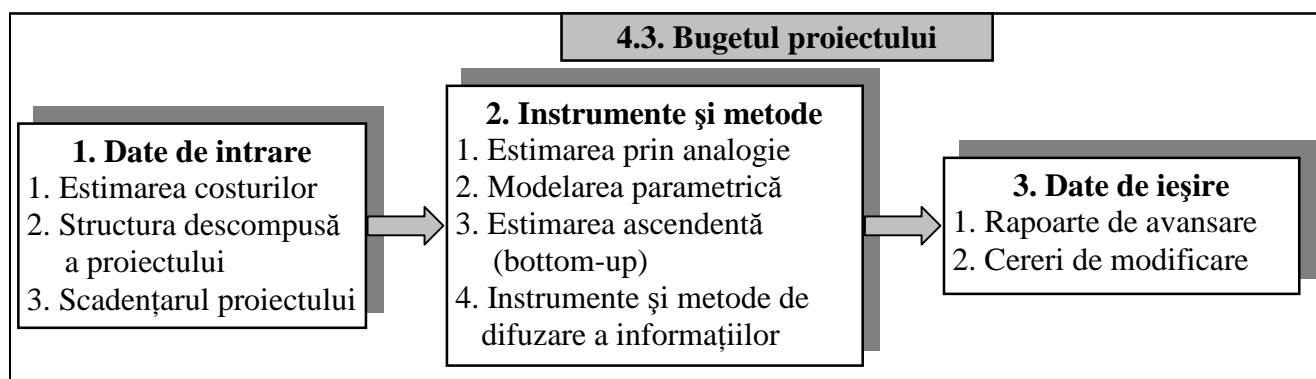 4.3. Bugetul proiectului
1. Date de intrare
1. Estimarea costurilor
2. Structura descompusă
a proiectului
3. Scadențarul proiectului
2. Instrumente şi metode
1. Estimarea prin analogie
2. Modelarea parametrică
3. Estimarea ascendentă
(bottom-up)
4. Instrumente şi metode de
difuzare a informațiilor
3. Date de ieşire
1. Rapoarte de avansare
2. Cereri de modificare